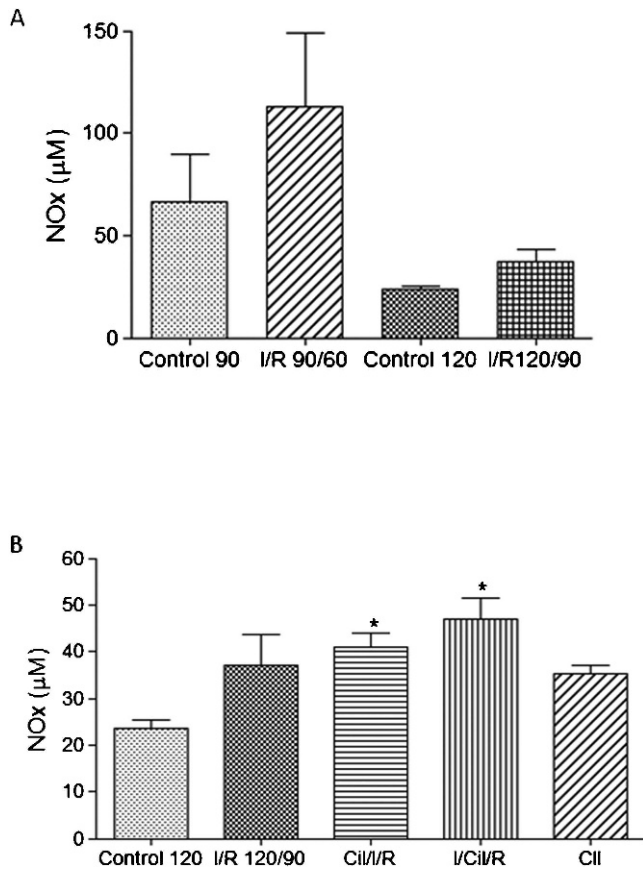 A
150
100
50
0
NOx (µM)
Control 90 I/R 90/60 Control 120 I/R120/90
B
60
50
40
30
20
10
0
NOx (µM)
* *
Control 120 I/R 120/90 Cil/I/R I/Cil/R CIl